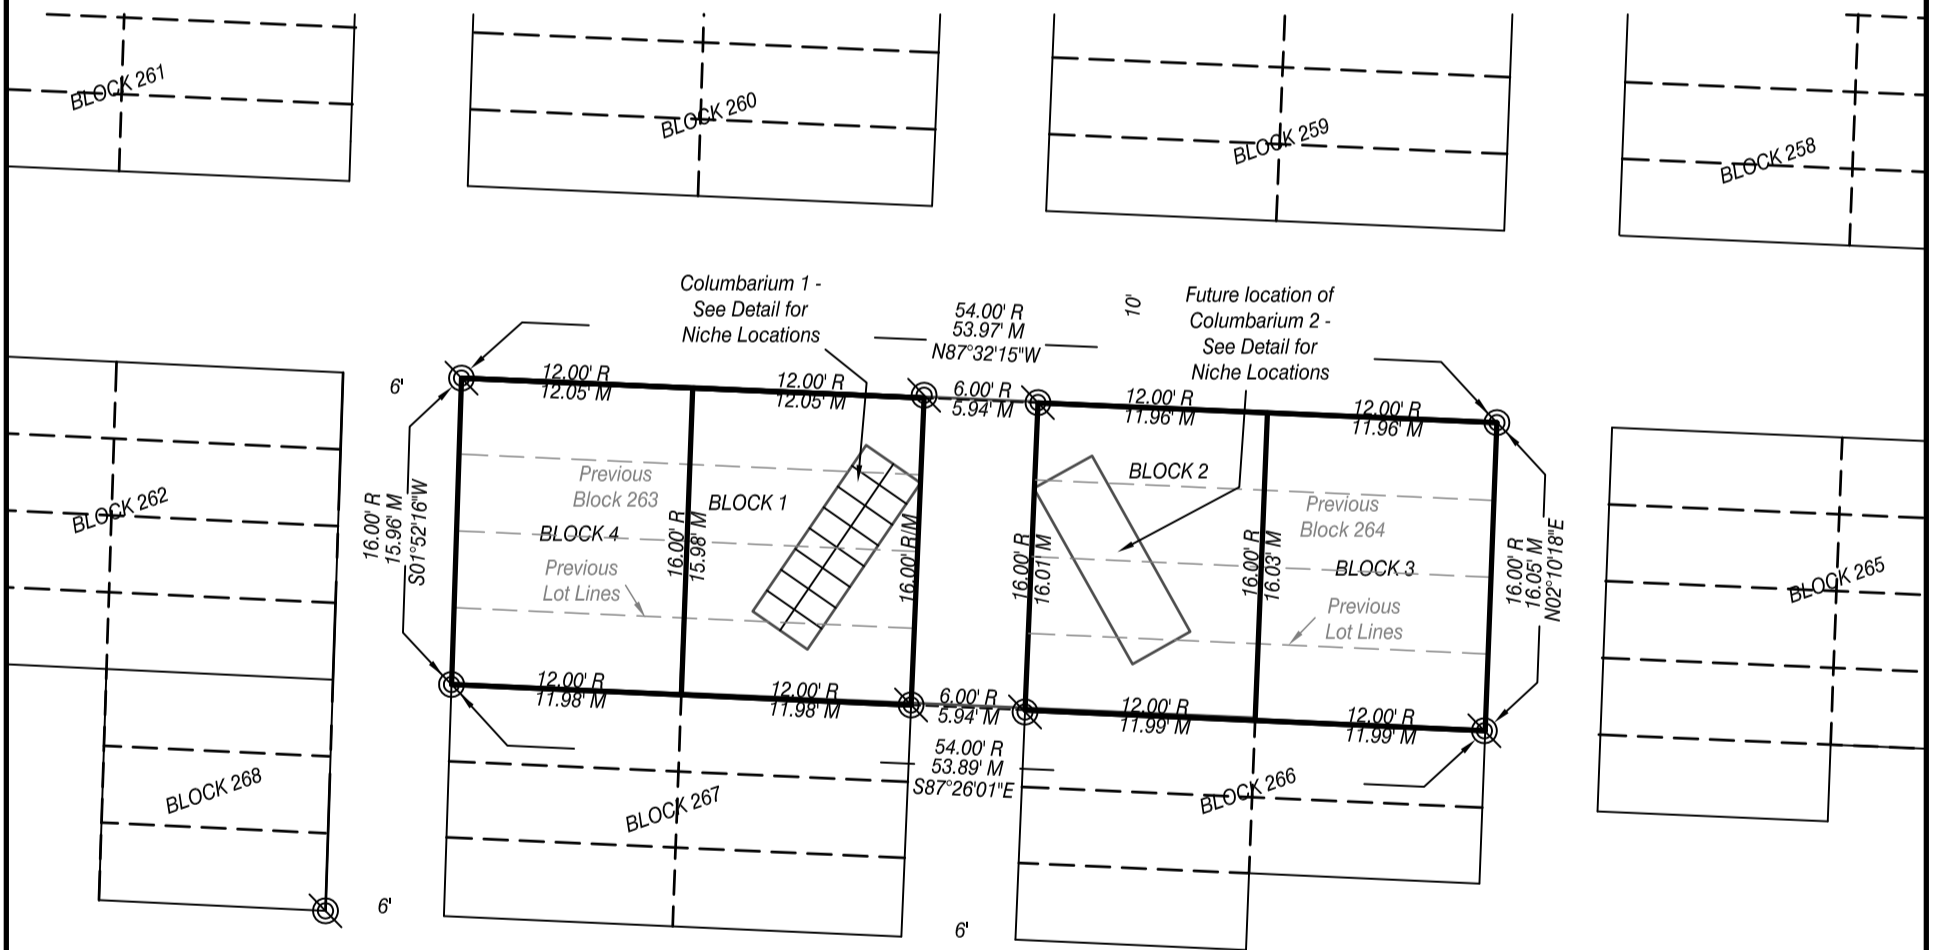 BLOCK 261
BLOCK 260
BLOCK 259
BLOCK 258
Columbarium 1 -
See Detail for
Niche Locations
54.00' R
53.97' M
N87°32'15"W
10'
Future location of
Columbarium 2 -
See Detail for
Niche Locations
6'
12.00' R
12.05' M
12.00' R
12.05' M
6.00' R
5.94' M
12.00' R
11.96' M
12.00' R
11.96' M
BLOCK 262
16.00' R
15.96' M
S01°52'16"W
Previous
Block 263
BLOCK 4
Previous
Lot Lines
16.00' R
15.98' M
BLOCK 1
16.00' R/M
16.00' R
16.01' M
BLOCK 2
16.00' R
16.03' M
Previous
Block 264
BLOCK 3
Previous
Lot Lines
16.00' R
16.05' M
N02°10'18"E
BLOCK 265
12.00' R
11.98' M
12.00' R
11.98' M
6.00' R
5.94' M
12.00' R
11.99' M
12.00' R
11.99' M
54.00' R
53.89' M
S87°26'01"E
BLOCK 268
BLOCK 267
BLOCK 266
6'
6'